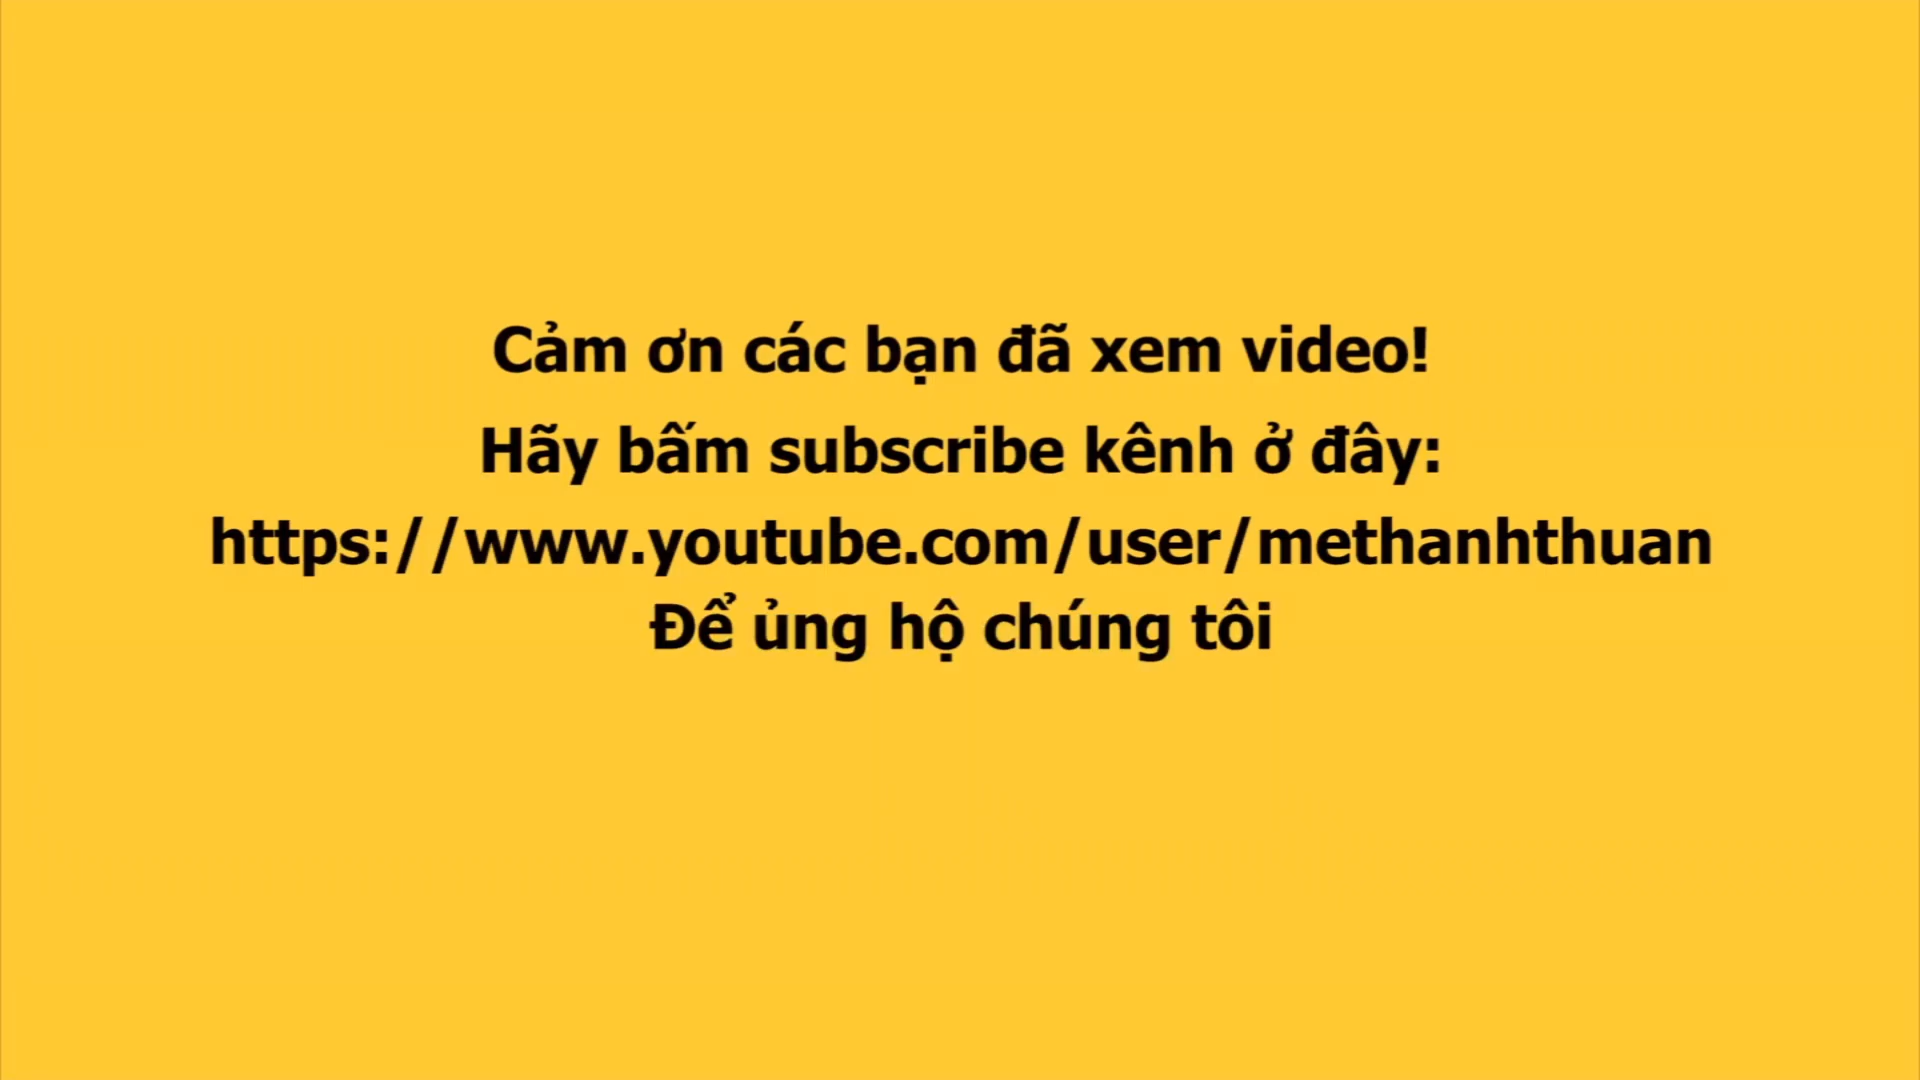 Cảm ơn các bạn đã xem video!
Hãy bấm subscribe kênh ở đây:
https://www.youtube.com/user/methanhthuan
Để ủng hộ chúng tôi